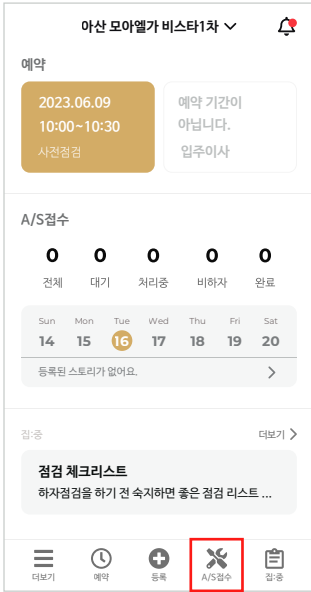 아산 모아엘가 비스타1차
예약
2023.06.09
10:00~10:30
사전점검
예약 기간이
아닙니다.
입주이사
A/S접수
0 0 0 0 0
전체 대기 처리중 비하자 완료
Sun Mon Tue Wed Thu Fri Sat
14 15 16 17 18 19 20
등록된 스토리가 없어요.
집:중 더보기
점검 체크리스트
하자점검을 하기 전 숙지하면 좋은 점검 리스트 ...
더보기 예약 등록 A/S접수 집:중